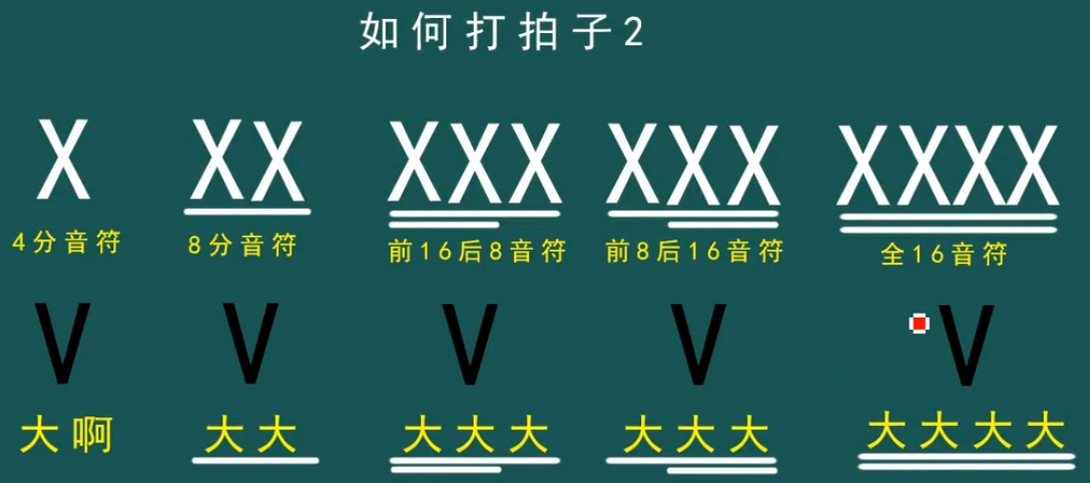 如何打拍子2
X XX XXX XXX XXXX
4分音符 8分音符 前16后8音符 前8后16音符 全16音符
V V V V V
大啊 大大 大大大 大大大 大大大大